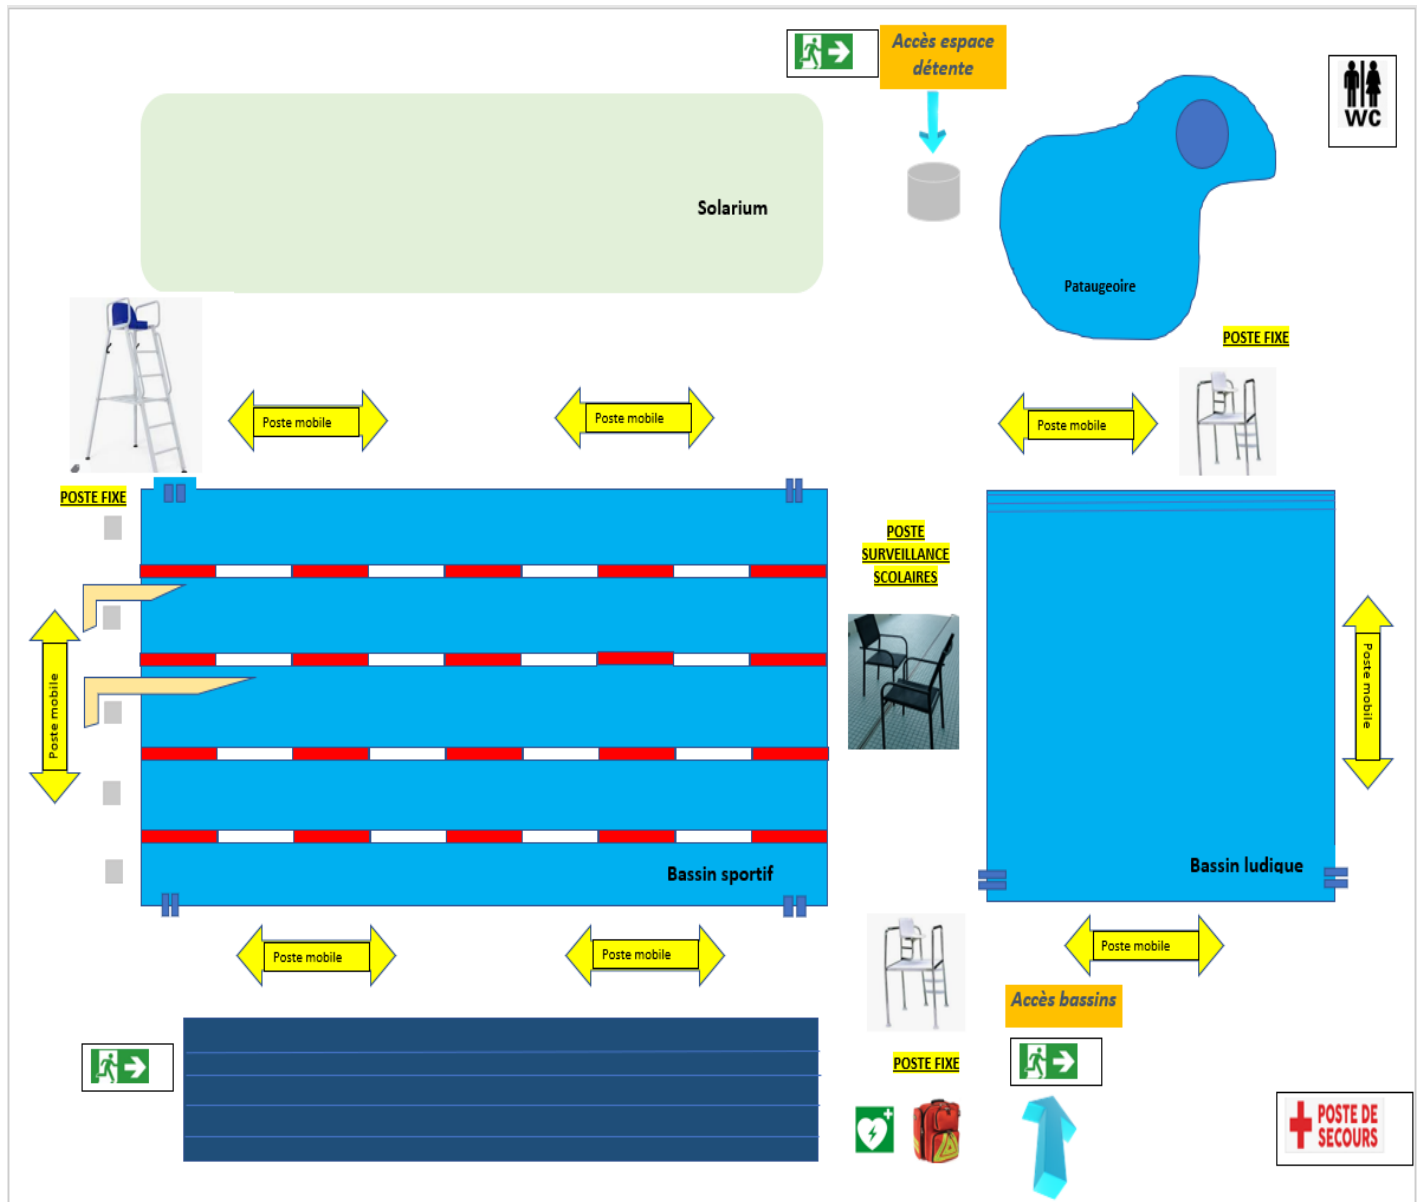 Accès espace
détente
WC
Solarium
Pataugeoire
POSTE FIXE
Poste mobile
Poste mobile
Poste mobile
POSTE FIXE
POSTE
SURVEILLANCE
SCOLAIRES
Poste mobile
Poste mobile
Bassin sportif
Bassin ludique
Poste mobile
Poste mobile
Poste mobile
Accès bassins
POSTE FIXE
POSTE DE
SECOURS